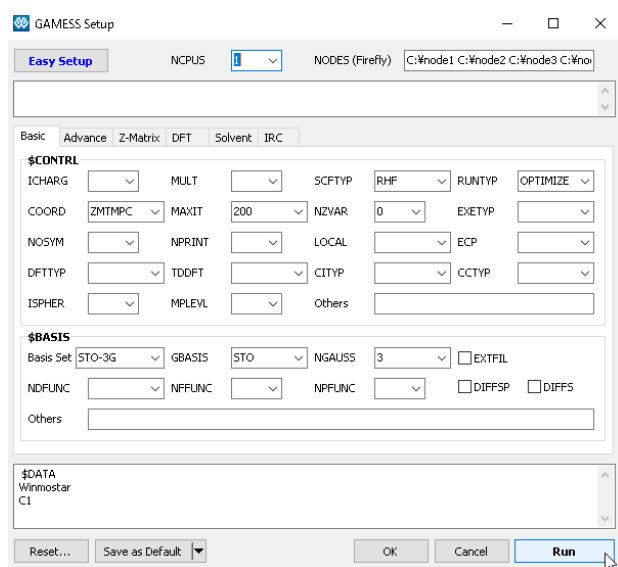 GAMESS Setup
Easy Setup NCPUS 1 NODES (Firefly) C:¥node1 C:¥node2 C:¥node3 C:¥no
Basic Advance Z-Matrix DFT Solvent IRC
$CONTRL
ICHARG MULT SCFTYP RHF RUNTYP OPTIMIZE
COORD ZMTMPC MAXIT 200 NZVAR 0 EXETYP
NOSYM NPRINT LOCAL ECP
DFTTYP TDDFT CITYP CCTYP
ISPHER MPLEVL Others
$BASIS
Basis Set STO-3G GBASIS STO NGAUSS 3 EXTFIL
NDFUNC NFFUNC NPFUNC DIFFSP DIFFS
Others
$DATA
Winmostar
C1
Reset... Save as Default OK Cancel Run